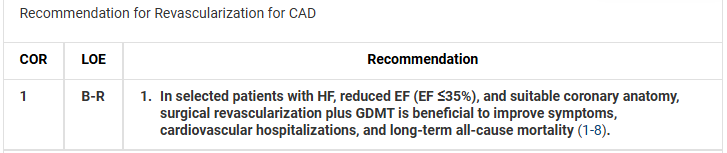 Recommendation for Revascularization for CAD
COR LOE Recommendation
1 B-R 1. In selected patients with HF, reduced EF (EF ≤35%), and suitable coronary anatomy,
surgical revascularization plus GDMT is beneficial to improve symptoms,
cardiovascular hospitalizations, and long-term all-cause mortality (1-8).